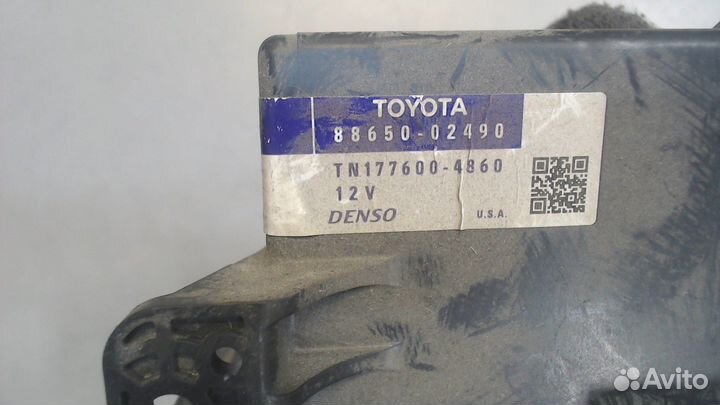 TOYOTA
88650-02490
TN177600-4860
12V
DENSO
U.S.A.
Avito